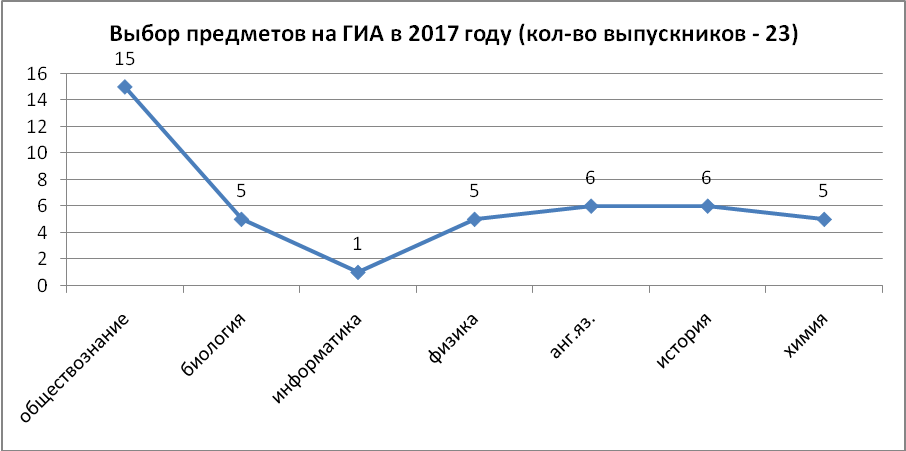 Выбор предметов на ГИА в 2017 году (кол-во выпускников - 23)
15
16
14
12
10
8
6
4
2
0
5
1
5
6
6
5
обществознание
биология
информатика
физика
анг.яз.
история
химия